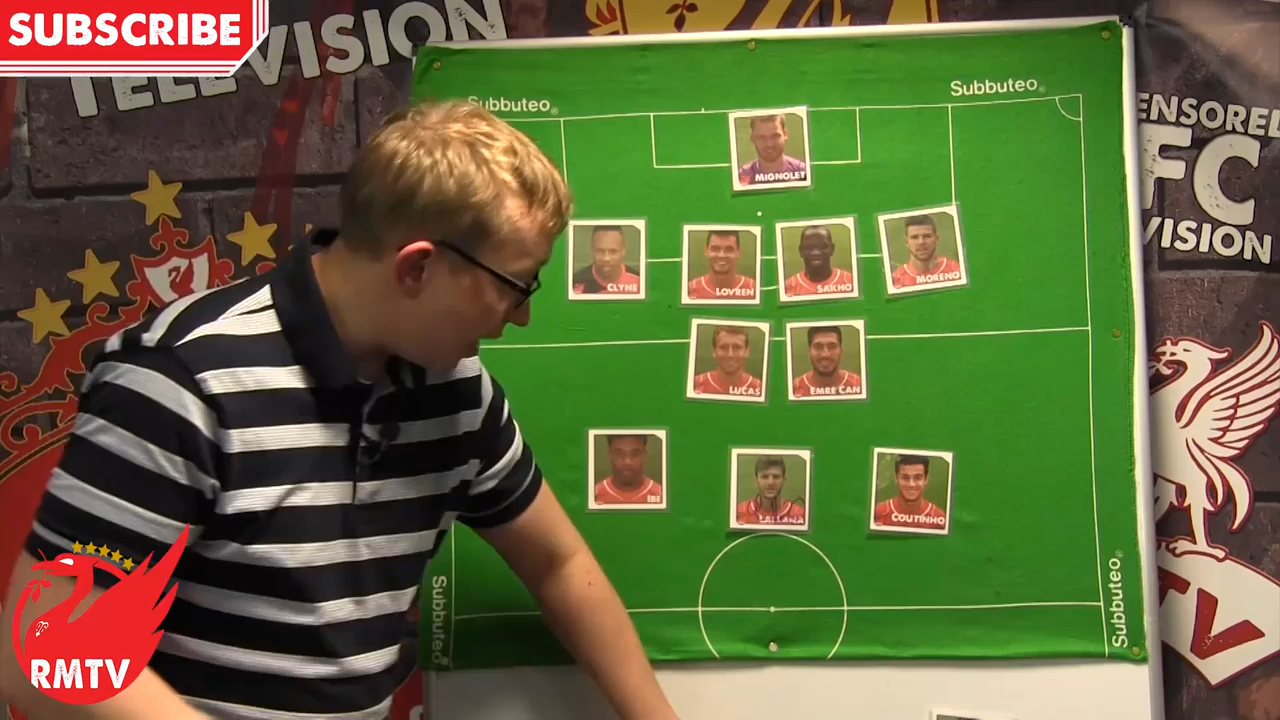 SUBSCRIBE
TELEVISION
Subbuteo
Subbuteo
ENSORED
FC
VISION
MIGNOLET
CLYNE
LOVREN
SAKHO
MORENO
LUCAS
EMRE CAN
IBE
LALLANA
COUTINHO
Subbuteo
Subbuteo
TV
RMTV